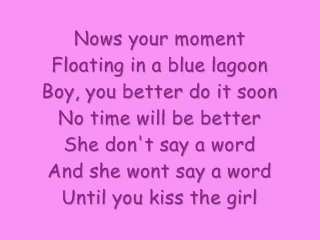 Nows your moment
Floating in a blue lagoon
Boy, you better do it soon
No time will be better
She don't say a word
And she wont say a word
Until you kiss the girl